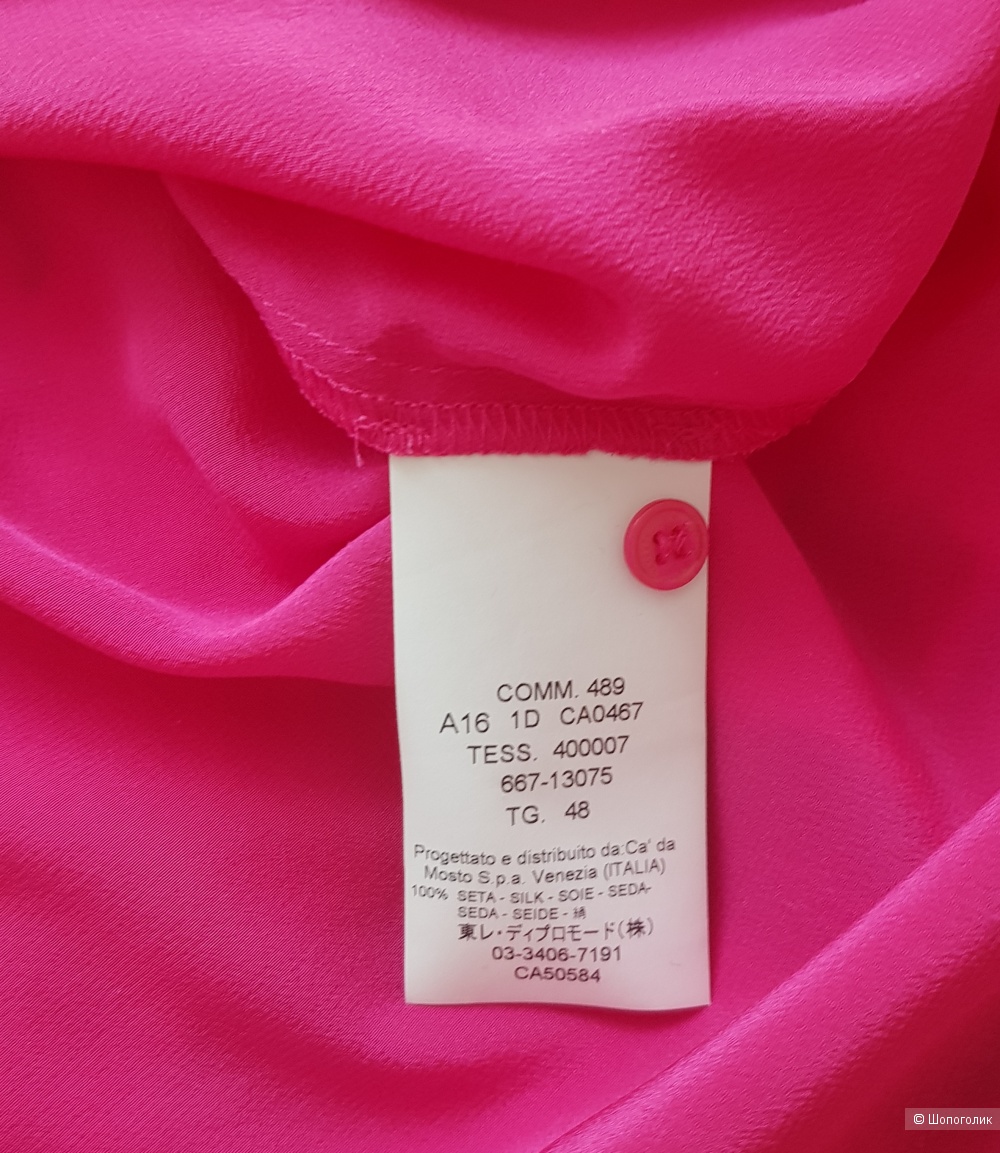 COMM. 489
A16 1D CA0467
TESS. 400007
667-13075
TG. 48
Progettato e distribuito da:Ca' da
Mosto S.p.a. Venezia (ITALIA)
100% SETA - SILK - SOIE - SEDA-
SEDA - SEIDE - 絹
東レ・ディプロモード(株)
03-3406-7191
CA50584
© Шопоголик